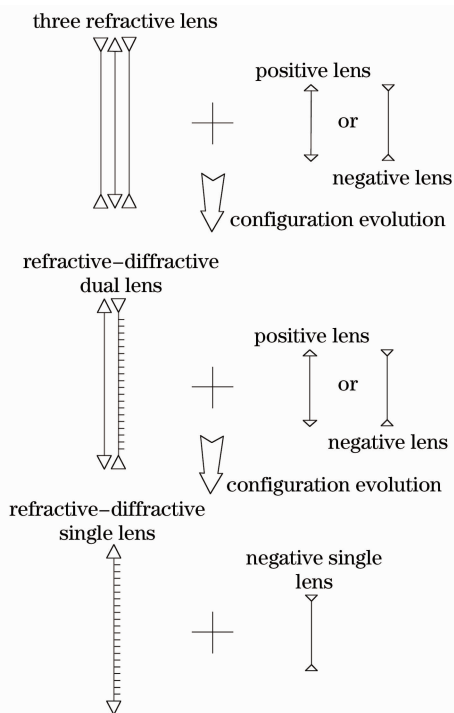 three refractive lens
positive lens
or
negative lens
configuration evolution
refractive–diffractive
dual lens
positive lens
or
negative lens
configuration evolution
refractive–diffractive
single lens
negative single
lens